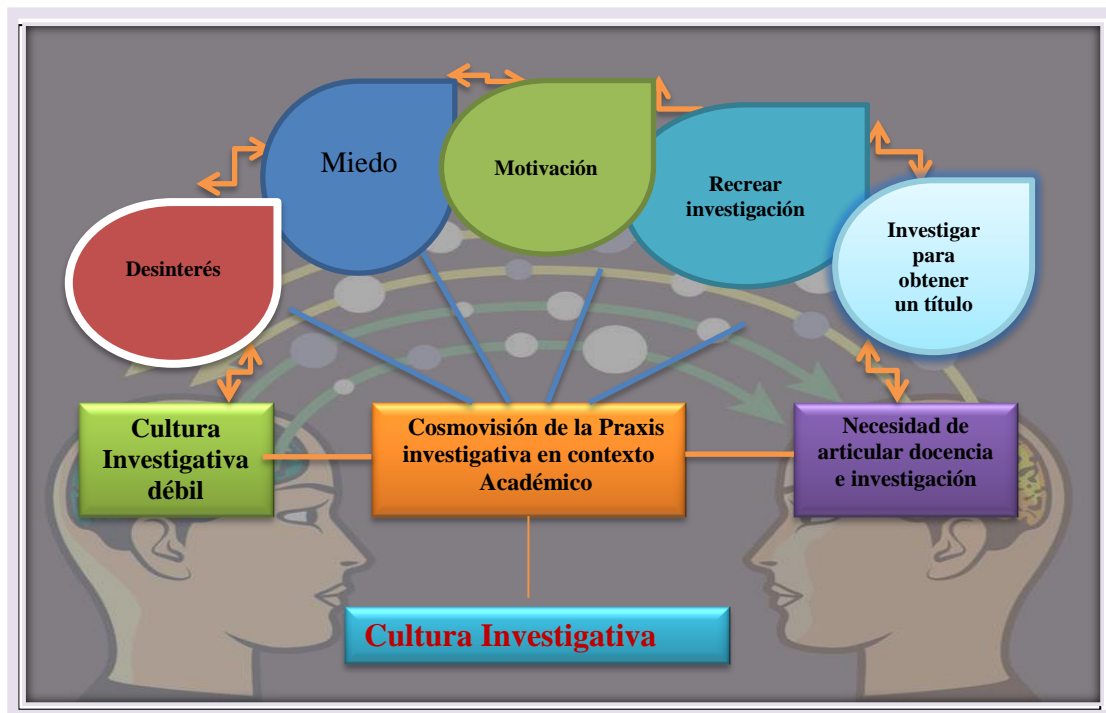 Miedo
Motivación
Recrear
investigación
Desinterés
Investigar
para
obtener
un título
Cultura
Investigativa
débil
Cosmovisión de la Praxis
investigativa en contexto
Académico
Necesidad de
articular docencia
e investigación
Cultura Investigativa